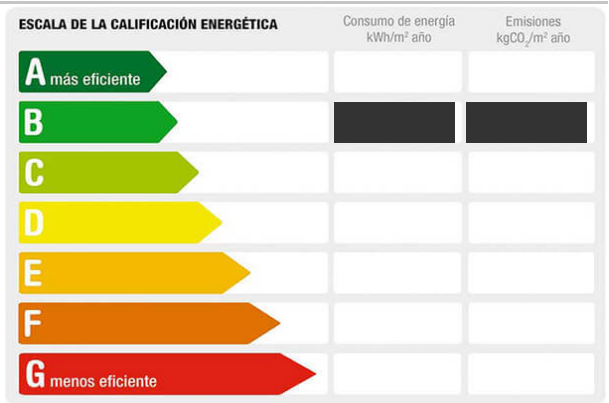 ESCALA DE LA CALIFICACIÓN ENERGÉTICA
Consumo de energía
kWh/m² año
Emisiones
kgCO₂/m² año
A más eficiente
B
C
D
E
F
G menos eficiente